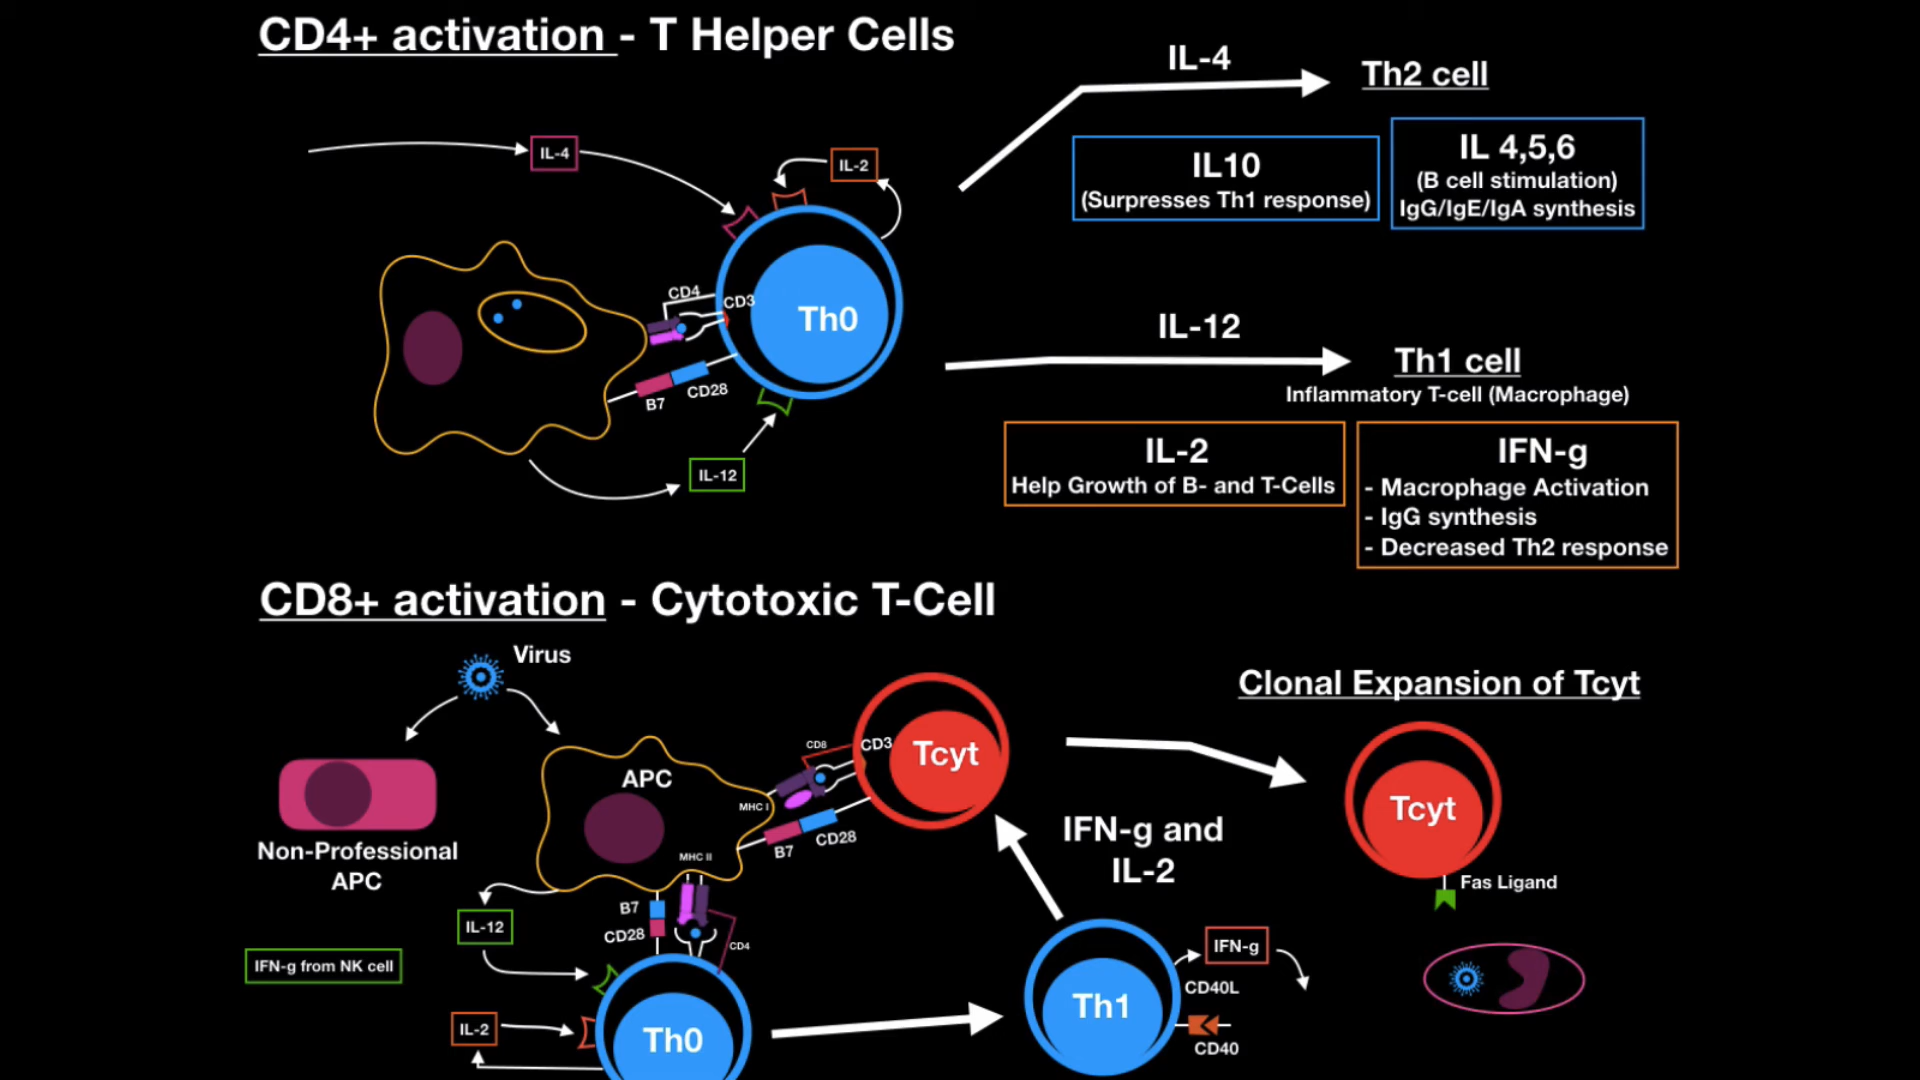 CD4+ activation - T Helper Cells
IL-4
Th2 cell
IL10
(Surpresses Th1 response)
IL 4,5,6
(B cell stimulation)
IgG/IgE/IgA synthesis
IL-4
IL-2
CD4
CD3
Th0
B7
CD28
IL-12
IL-12
Th1 cell
Inflammatory T-cell (Macrophage)
IL-2
Help Growth of B- and T-Cells
IFN-g
- Macrophage Activation
- IgG synthesis
- Decreased Th2 response
CD8+ activation - Cytotoxic T-Cell
Virus
Non-Professional
APC
APC
MHC I
CD8
CD3
Tcyt
B7
CD28
MHC II
B7
CD28
CD4
IL-12
IFN-g from NK cell
IL-2
Th0
Th1
IFN-g and
IL-2
IFN-g
CD40L
CD40
Clonal Expansion of Tcyt
Tcyt
Fas Ligand